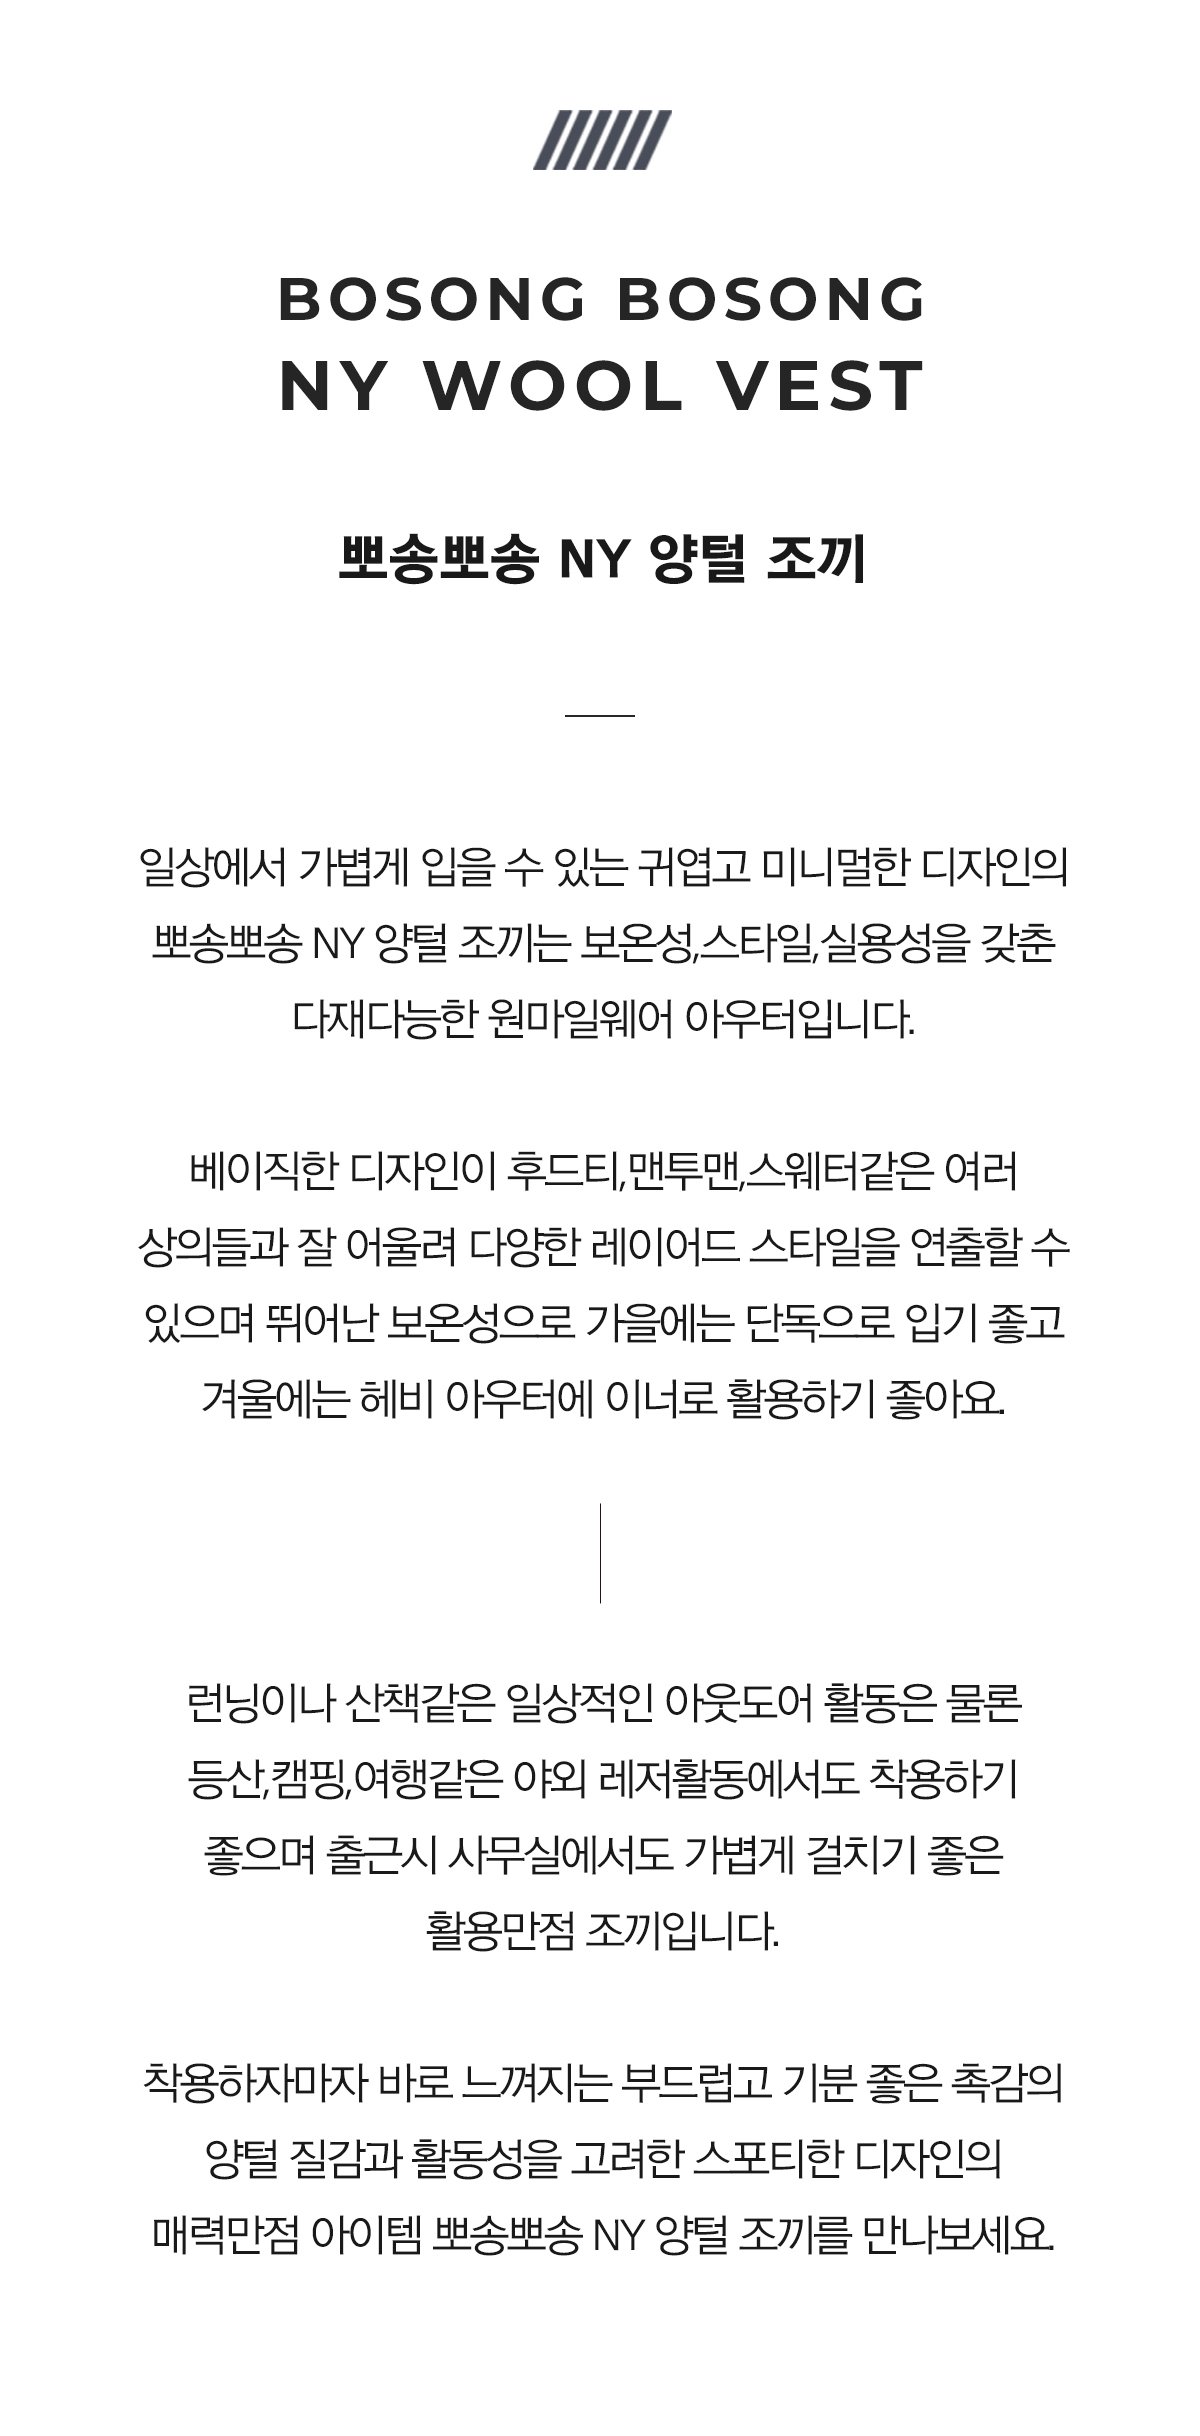 BOSONG BOSONG
NY WOOL VEST
뽀송뽀송 NY 양털 조끼
일상에서 가볍게 입을 수 있는 귀엽고 미니멀한 디자인의
뽀송뽀송 NY 양털 조끼는 보온성,스타일,실용성을 갖춘
다재다능한 원마일웨어 아우터입니다.
베이직한 디자인이 후드티,맨투맨,스웨터같은 여러
상의들과 잘 어울려 다양한 레이어드 스타일을 연출할 수
있으며 뛰어난 보온성으로 가을에는 단독으로 입기 좋고
겨울에는 헤비 아우터에 이너로 활용하기 좋아요.
런닝이나 산책같은 일상적인 아웃도어 활동은 물론
등산,캠핑,여행같은 야외 레저활동에서도 착용하기
좋으며 출근시 사무실에서도 가볍게 걸치기 좋은
활용만점 조끼입니다.
착용하자마자 바로 느껴지는 부드럽고 기분 좋은 촉감의
양털 질감과 활동성을 고려한 스포티한 디자인의
매력만점 아이템 뽀송뽀송 NY 양털 조끼를 만나보세요.